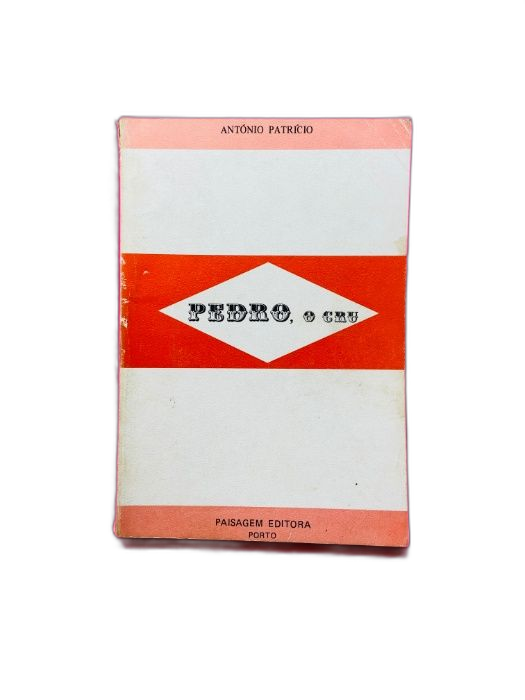 ANTÓNIO PATRÍCIO
PEDRO, O CRU
PAISAGEM EDITORA
PORTO